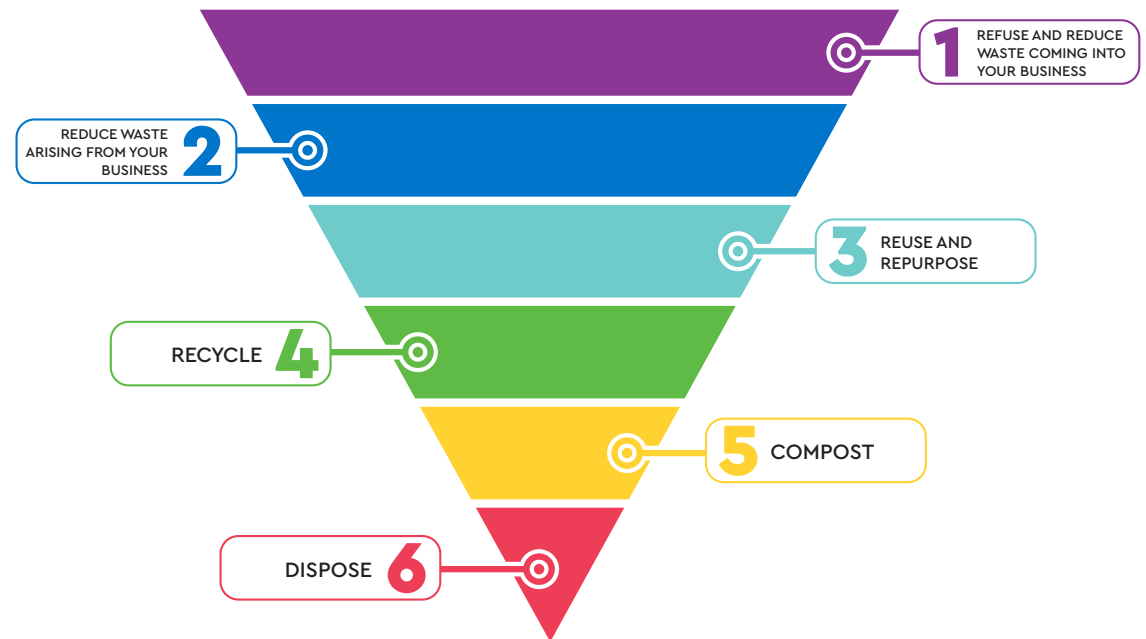 1
REFUSE AND REDUCE
WASTE COMING INTO
YOUR BUSINESS
REDUCE WASTE
ARISING FROM YOUR
BUSINESS
2
3
REUSE AND
REPURPOSE
RECYCLE 4
5 COMPOST
DISPOSE 6